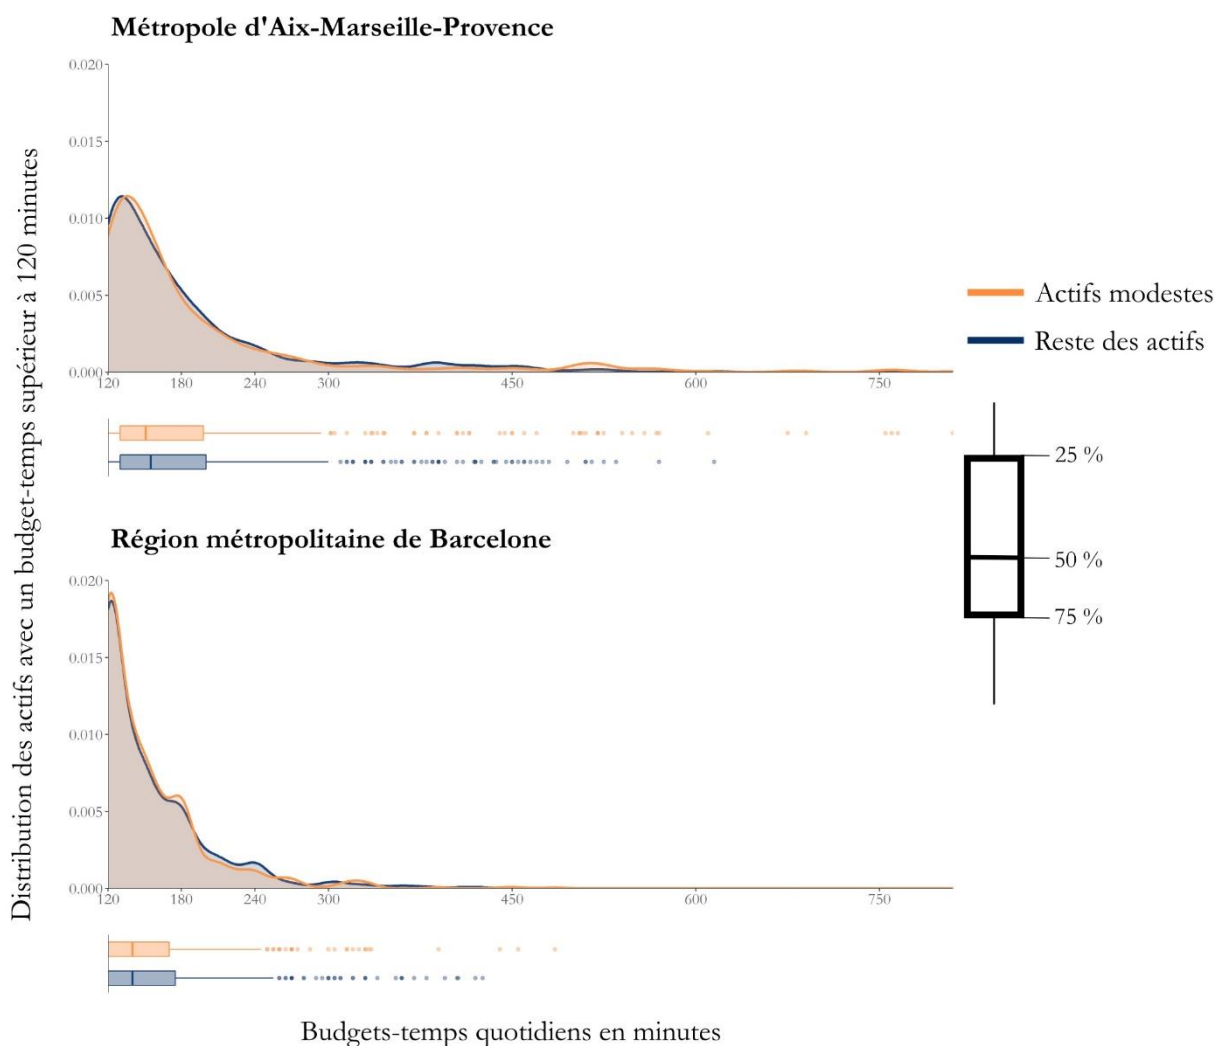 Métropole d'Aix-Marseille-Provence
Distribution des actifs avec un budget-temps supérieur à 120 minutes
0.020
0.015
0.010
0.005
0.000
120 180 240 300 450 600 750
Actifs modestes
Reste des actifs
25 %
50 %
75 %
Région métropolitaine de Barcelone
0.020
0.015
0.010
0.005
0.000
120 180 240 300 450 600 750
Budgets-temps quotidiens en minutes